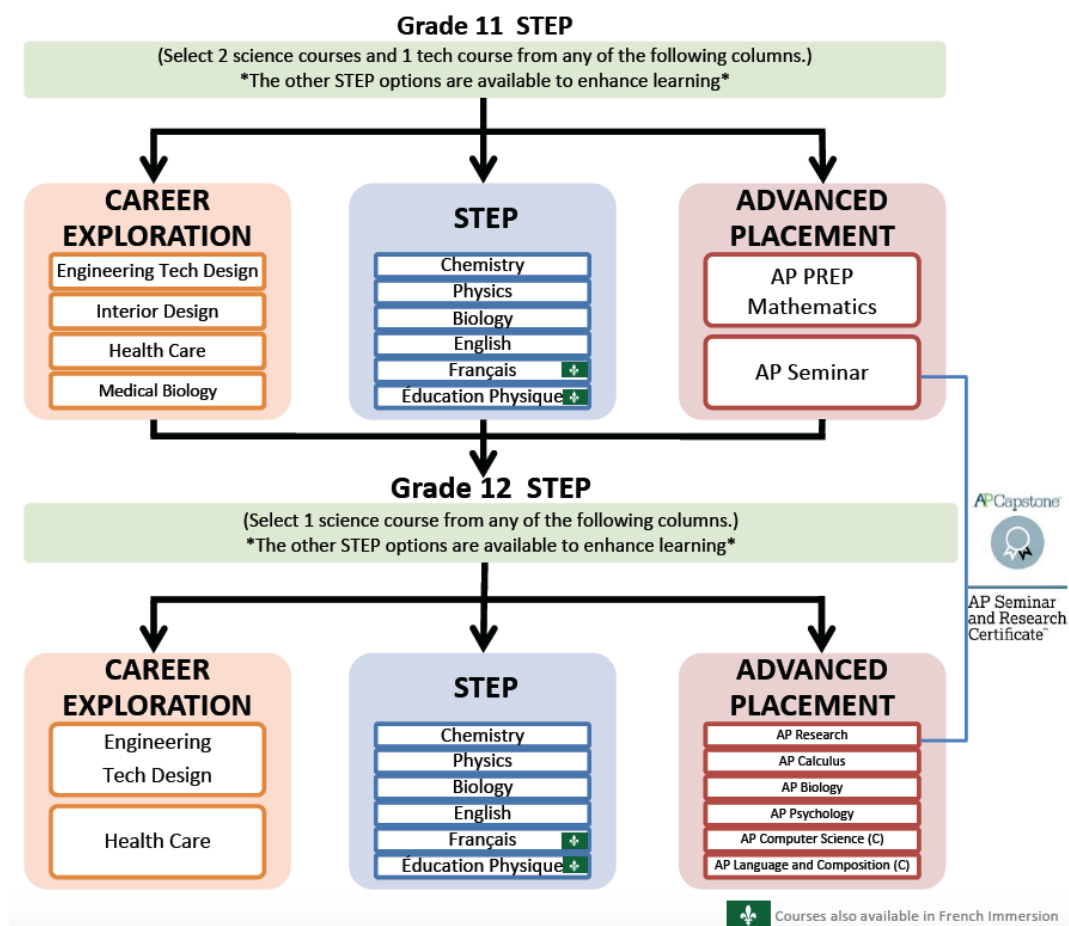 Grade 11 STEP
(Select 2 science courses and 1 tech course from any of the following columns.)
*The other STEP options are available to enhance learning*
CAREER
EXPLORATION
Engineering Tech Design
Interior Design
Health Care
Medical Biology
STEP
Chemistry
Physics
Biology
English
Français
Éducation Physique
ADVANCED
PLACEMENT
AP PREP
Mathematics
AP Seminar
Grade 12 STEP
(Select 1 science course from any of the following columns.)
*The other STEP options are available to enhance learning*
APCapstone
AP Seminar
and Research
Certificate™
CAREER
EXPLORATION
Engineering
Tech Design
Health Care
STEP
Chemistry
Physics
Biology
English
Français
Éducation Physique
ADVANCED
PLACEMENT
AP Research
AP Calculus
AP Biology
AP Psychology
AP Computer Science (C)
AP Language and Composition (C)
Courses also available in French Immersion